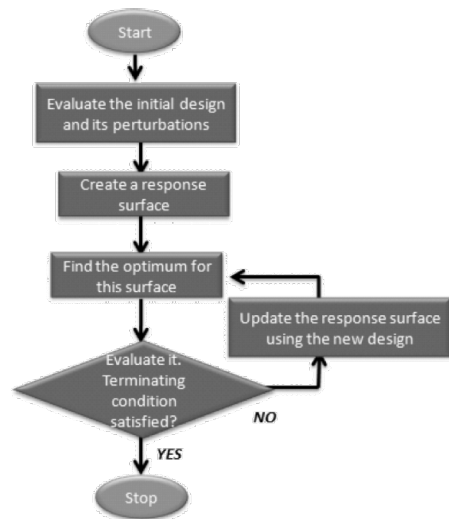 Start
Evaluate the initial design
and its perturbations
Create a response
surface
Find the optimum for
this surface
Update the response surface
using the new design
Evaluate it.
Terminating
condition
satisfied?
NO
YES
Stop